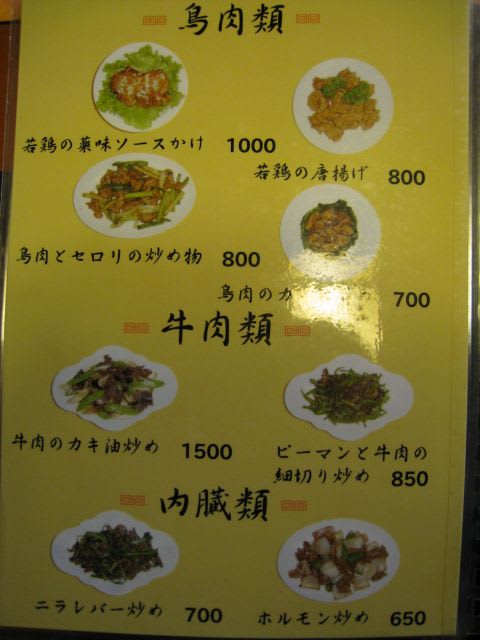 鳥肉類
若鶏の薬味ソースかけ 1000
若鶏の唐揚げ 800
鳥肉とセロリの炒め物 800
鳥肉のカ 700
牛肉類
牛肉のカキ油炒め 1500
ピーマンと牛肉の
細切り炒め 850
内臓類
ニラレバー炒め 700
ホルモン炒め 650